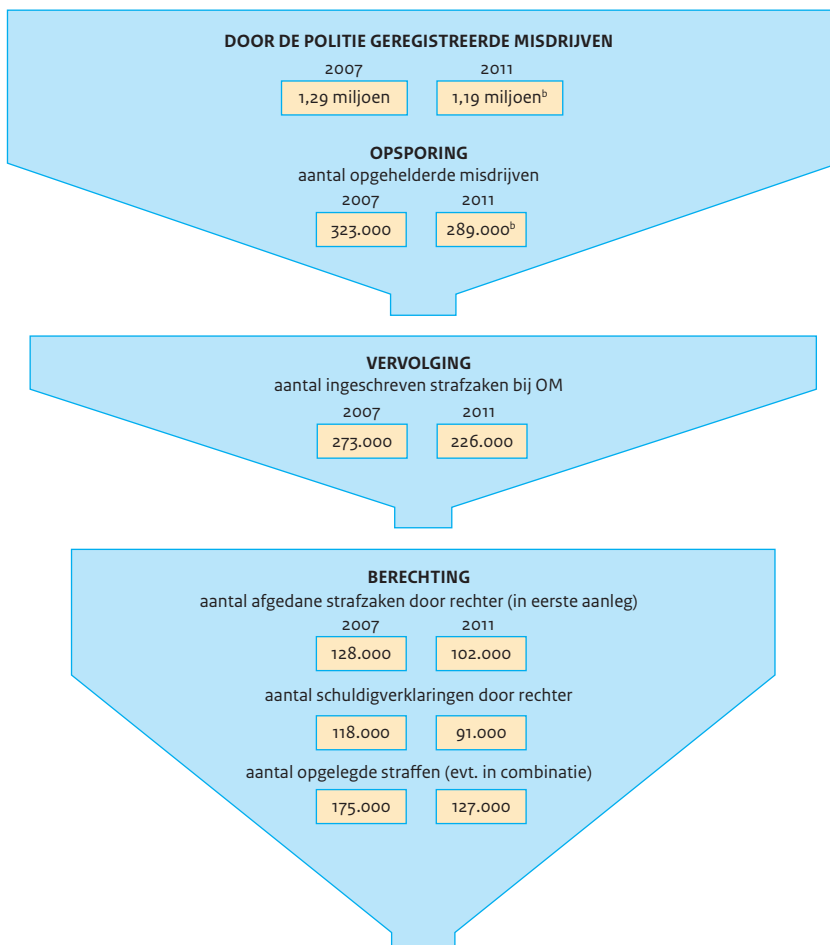 DOOR DE POLITIE GEREGISTREERDE MISDRIJVEN
2007 2011
1,29 miljoen 1,19 miljoenᵇ
OPSPORING
aantal opgehelderde misdrijven
2007 2011
323.000 289.000ᵇ
VERVOLGING
aantal ingeschreven strafzaken bij OM
2007 2011
273.000 226.000
BERECHTING
aantal afgedane strafzaken door rechter (in eerste aanleg)
2007 2011
128.000 102.000
aantal schuldigverklaringen door rechter
118.000 91.000
aantal opgelegde straffen (evt. in combinatie)
175.000 127.000